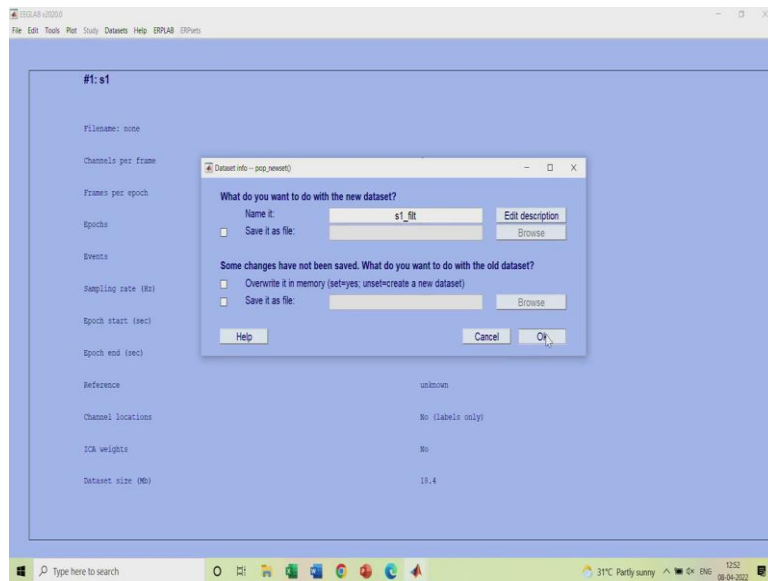 EEGLAB v2020.0
File Edit Tools Plot Study Datasets Help ERPLAB ERPsets
#1: s1
Filename: none
Channels per frame
Frames per epoch
Epochs
Events
Sampling rate (Hz)
Epoch start (sec)
Epoch end (sec)
Reference unknown
Channel locations No (labels only)
ICA weights No
Dataset size (Mb)
Dataset info -- pop_newset()
What do you want to do with the new dataset?
Name it: s1_filt Edit description
Save it as file: Browse
Some changes have not been saved. What do you want to do with the old dataset?
Overwrite it in memory (set=yes; unset=create a new dataset)
Save it as file: Browse
Help Cancel Ok
Type here to search 31°C Partly sunny ENG 12:52
08-04-2022